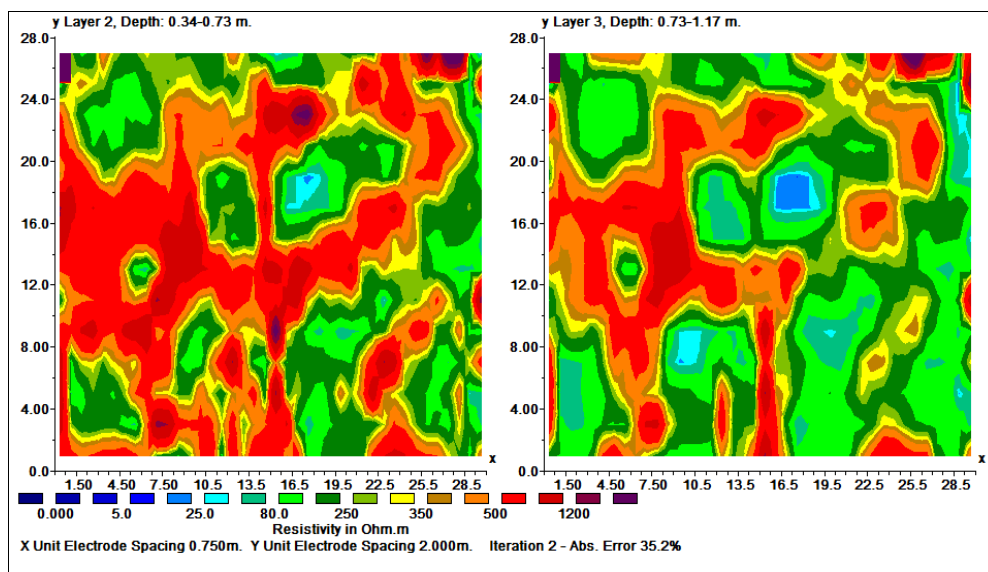 y Layer 2, Depth: 0.34-0.73 m.
y Layer 3, Depth: 0.73-1.17 m.
28.0
24.0
20.0
16.0
12.0
8.00
4.00
0.0
x
1.50 4.50 7.50 10.5 13.5 16.5 19.5 22.5 25.5 28.5
28.0
24.0
20.0
16.0
12.0
8.00
4.00
0.0
x
1.50 4.50 7.50 10.5 13.5 16.5 19.5 22.5 25.5 28.5
0.000 5.0 25.0 80.0 250 350 500 1200
Resistivity in Ohm.m
X Unit Electrode Spacing 0.750m. Y Unit Electrode Spacing 2.000m. Iteration 2 - Abs. Error 35.2%